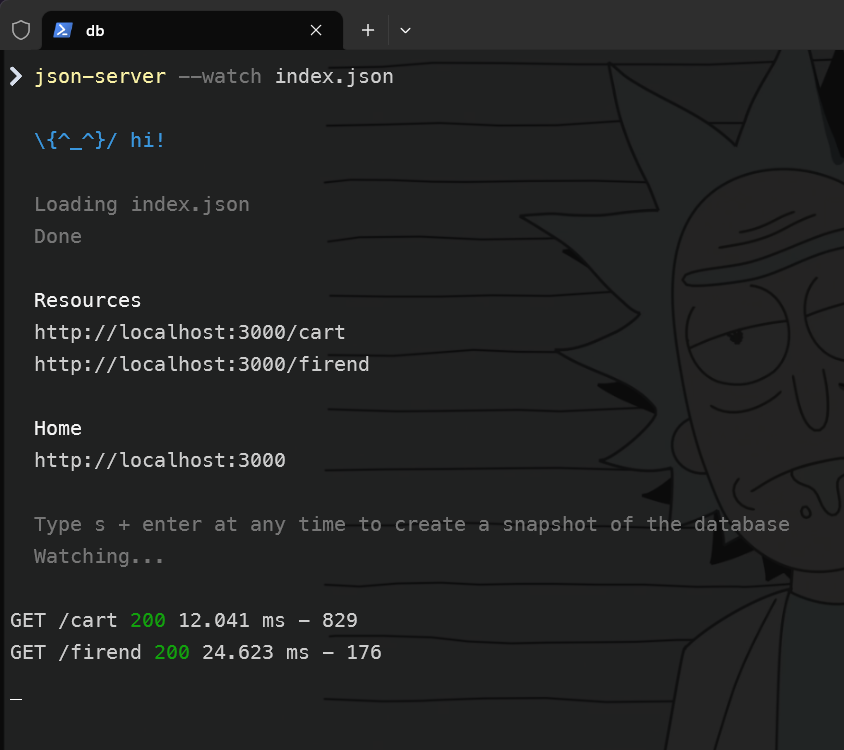 db
json-server --watch index.json
\{^_^}/ hi!
Loading index.json
Done
Resources
http://localhost:3000/cart
http://localhost:3000/firend
Home
http://localhost:3000
Type s + enter at any time to create a snapshot of the database
Watching...
GET /cart 200 12.041 ms - 829
GET /firend 200 24.623 ms - 176